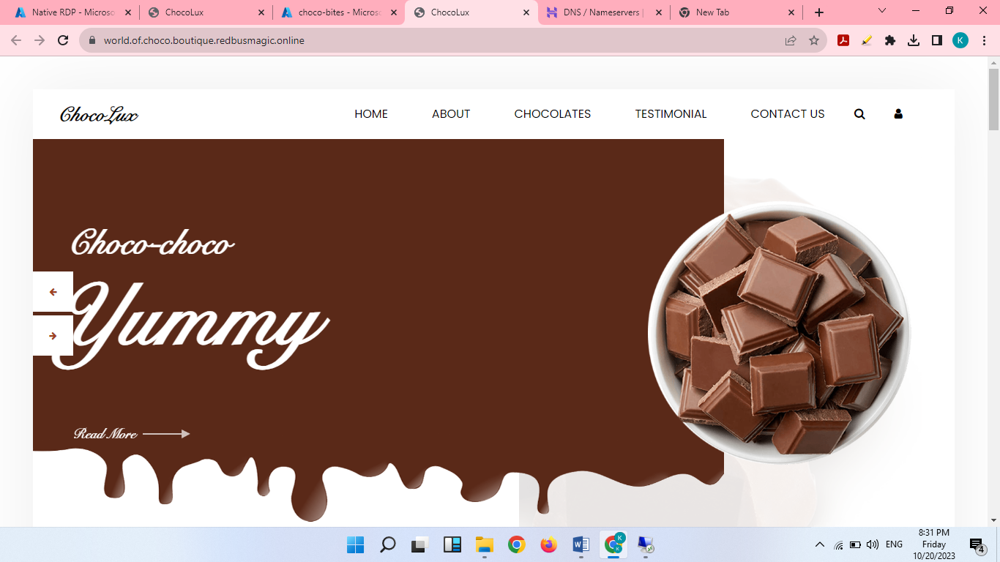 Native RDP - Microso
ChocoLux
choco-bites - Microso
ChocoLux
DNS / Nameservers |
New Tab
world.of.choco.boutique.redbusmagic.online
K
ChocoLux
HOME
ABOUT
CHOCOLATES
TESTIMONIAL
CONTACT US
Choco-choco
Yummy
Read More
ENG
8:31 PM
Friday
10/20/2023
4